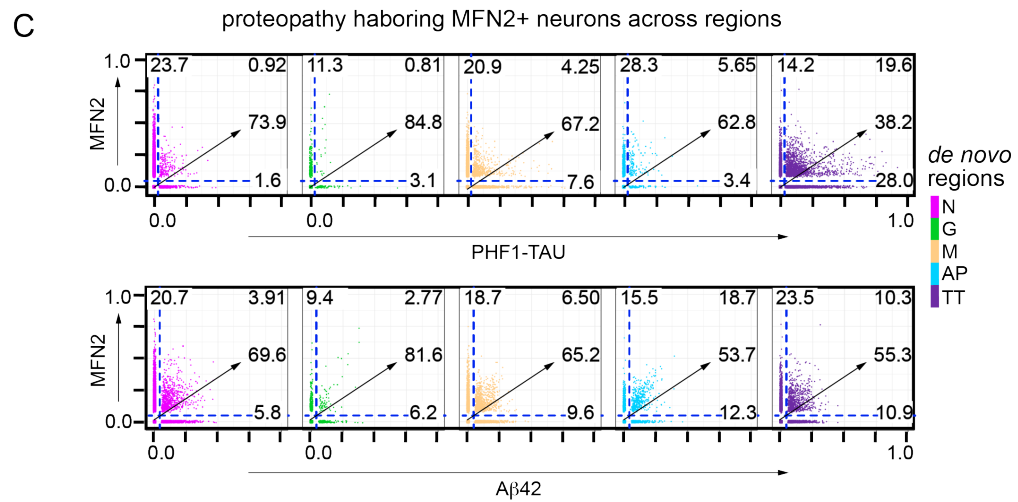 C
proteopathy haboring MFN2+ neurons across regions
1.0 23.7 0.92 11.3 0.81 20.9 4.25 28.3 5.65 14.2 19.6
MFN2
73.9 84.8 67.2 62.8 38.2
0.0 1.6 3.1 7.6 3.4 28.0
0.0 0.0 1.0
PHF1-TAU
de novo
regions
N
G
M
AP
TT
1.0 20.7 3.91 9.4 2.77 18.7 6.50 15.5 18.7 23.5 10.3
MFN2
69.6 81.6 65.2 53.7 55.3
0.0 5.8 6.2 9.6 12.3 10.9
0.0 0.0 1.0
Aβ42